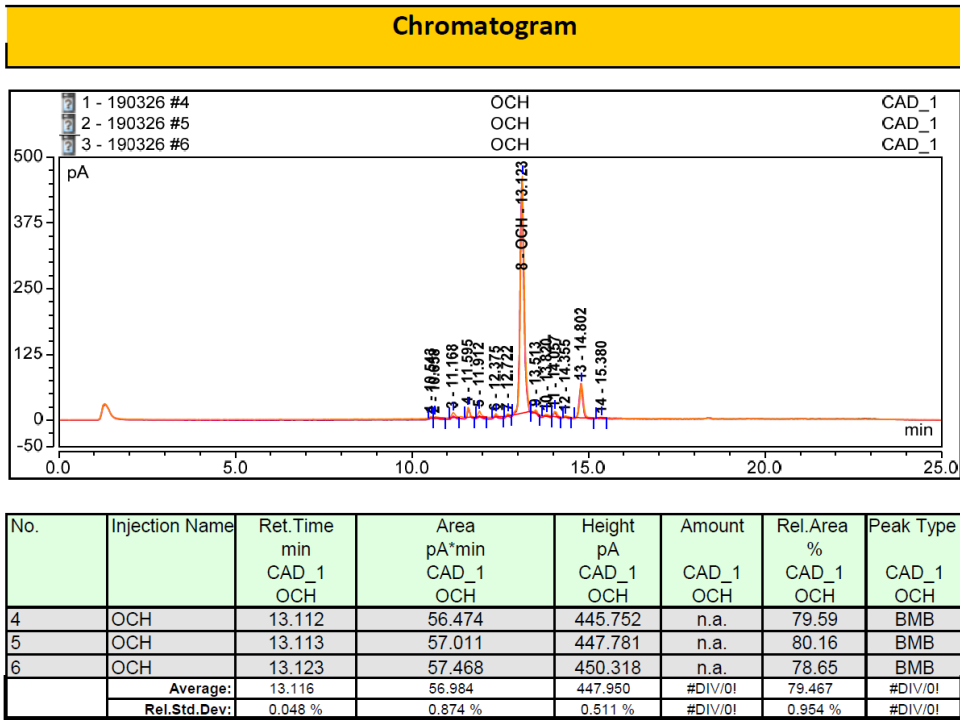 Chromatogram
1 - 190326 #4 OCH CAD_1
2 - 190326 #5 OCH CAD_1
3 - 190326 #6 OCH CAD_1
500
pA
375
250
125
0
-50
3 - 11.168
4 - 11.595
5 - 11.912
6 - 12.375
12.722
8 - OCH - 13.123
9 - 13.513
14.057
12 - 14.355
13 - 14.802
14 - 15.380
min
0.0 5.0 10.0 15.0 20.0 25.0
No. Injection Name Ret.Time Area Height Amount Rel.Area Peak Type
min pA*min pA %
CAD_1 CAD_1 CAD_1 CAD_1 CAD_1 CAD_1
OCH OCH OCH OCH OCH OCH
4 OCH 13.112 56.474 445.752 n.a. 79.59 BMB
5 OCH 13.113 57.011 447.781 n.a. 80.16 BMB
6 OCH 13.123 57.468 450.318 n.a. 78.65 BMB
Average: 13.116 56.984 447.950 #DIV/0! 79.467 #DIV/0!
Rel.Std.Dev: 0.048 % 0.874 % 0.511 % #DIV/0! 0.954 % #DIV/0!